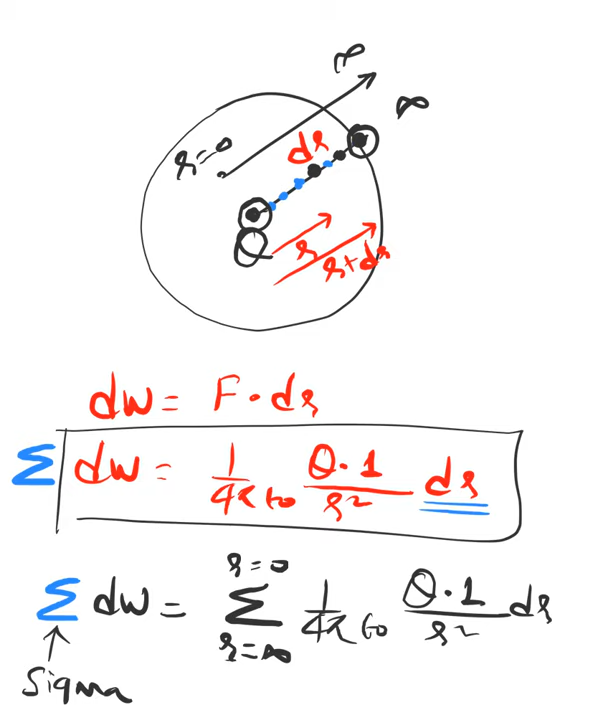 ∞
r=0
∞
dr
Q
r
r+dr
dw = F · dr
Σ dw = 1/4πε₀ Q·1/r² dr
Σ dw = Σ r=0 r=∞ 1/4πε₀ Q·1/r² dr
Sigma